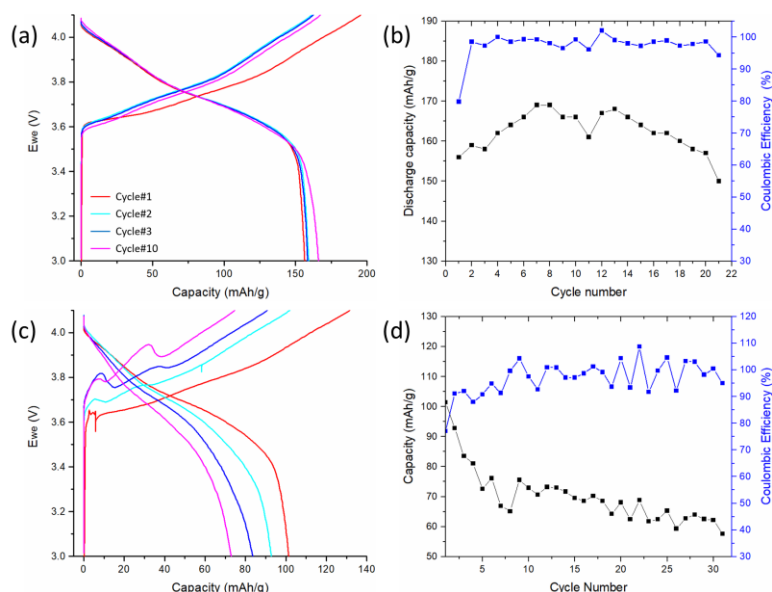 (a)
4.1
3.9
3.6
3.5
3.2
3.0
Ewe (V)
Cycle#1
Cycle#2
Cycle#3
Cycle#10
0 50 100 150 200
Capacity (mAh/g)
(b)
190
180
170
160
150
140
130
Discharge capacity (mAh/g)
110
100
90
80
70
60
50
40
30
Coulombic Efficiency (%)
0 2 4 6 8 10 12 14 16 18 20 22
Cycle number
(c)
4.0
3.8
3.6
3.4
3.2
3.0
Ewe (V)
0 20 40 60 80 100 120 140
Capacity (mAh/g)
(d)
130
120
110
100
90
80
70
60
50
Capacity (mAh/g)
120
110
100
90
80
70
60
50
40
30
Coulombic Efficiency (%)
5 10 15 20 25 30
Cycle Number